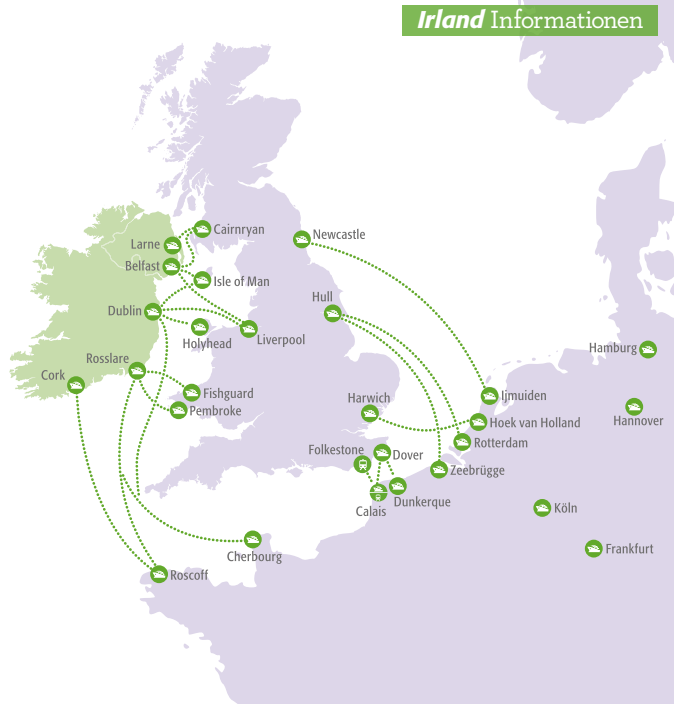 Irland Informationen
Cairnryan
Newcastle
Larne
Belfast
Isle of Man
Hull
Dublin
Holyhead
Liverpool
Hamburg
Rosslare
Cork
Fishguard
Pembroke
Harwich
Ijmuiden
Hoek van Holland
Hannover
Rotterdam
Folkestone
Dover
Zeebrügge
Calais
Dunkerque
Köln
Cherbourg
Frankfurt
Roscoff